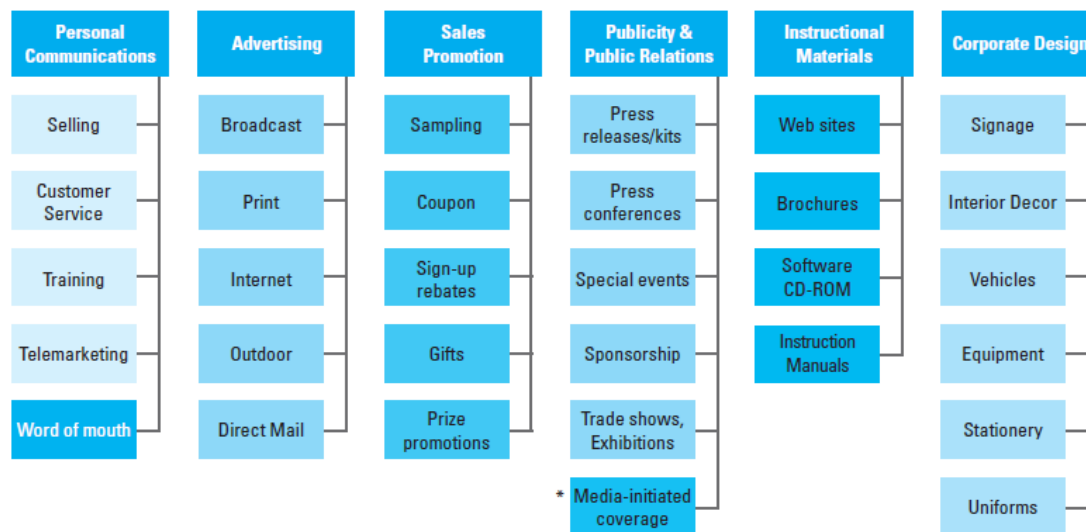 Personal
Communications
Advertising
Sales
Promotion
Publicity &
Public Relations
Instructional
Materials
Corporate Design
Selling
Broadcast
Sampling
Press
releases/kits
Web sites
Signage
Customer
Service
Print
Coupon
Press
conferences
Brochures
Interior Decor
Training
Internet
Sign-up
rebates
Special events
Software
CD-ROM
Vehicles
Telemarketing
Outdoor
Gifts
Sponsorship
Instruction
Manuals
Equipment
Word of mouth
Direct Mail
Prize
promotions
Trade shows,
Exhibitions
Stationery
* Media-initiated
coverage
Uniforms